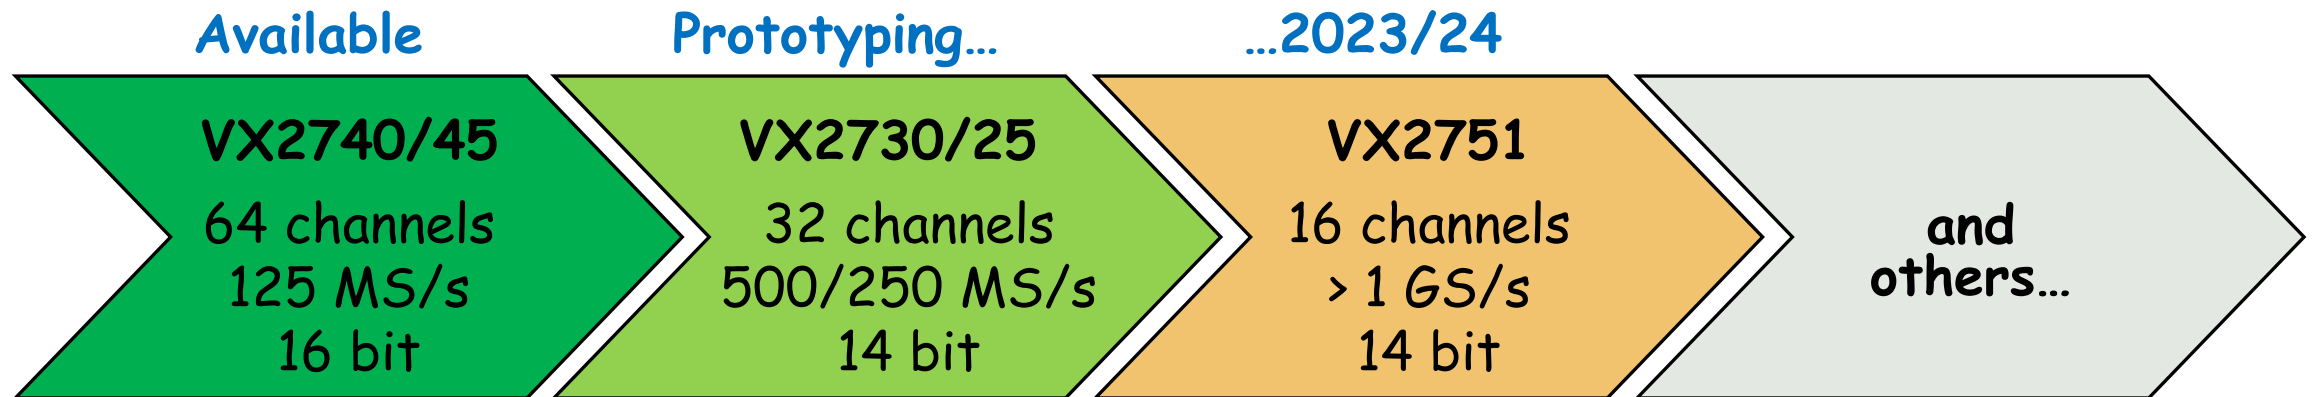 Available
Prototyping...
...2023/24
VX2740/45
64 channels
125 MS/s
16 bit
VX2730/25
32 channels
500/250 MS/s
14 bit
VX2751
16 channels
> 1 GS/s
14 bit
and
others...